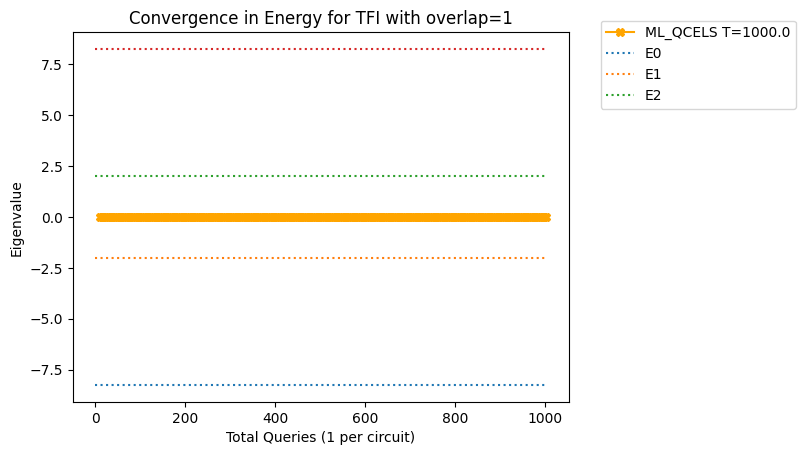 Convergence in Energy for TFI with overlap=1
ML_QCELS T=1000.0
E0
E1
E2
7.5
5.0
2.5
0.0
−2.5
−5.0
−7.5
Eigenvalue
0
200
400
600
800
1000
Total Queries (1 per circuit)